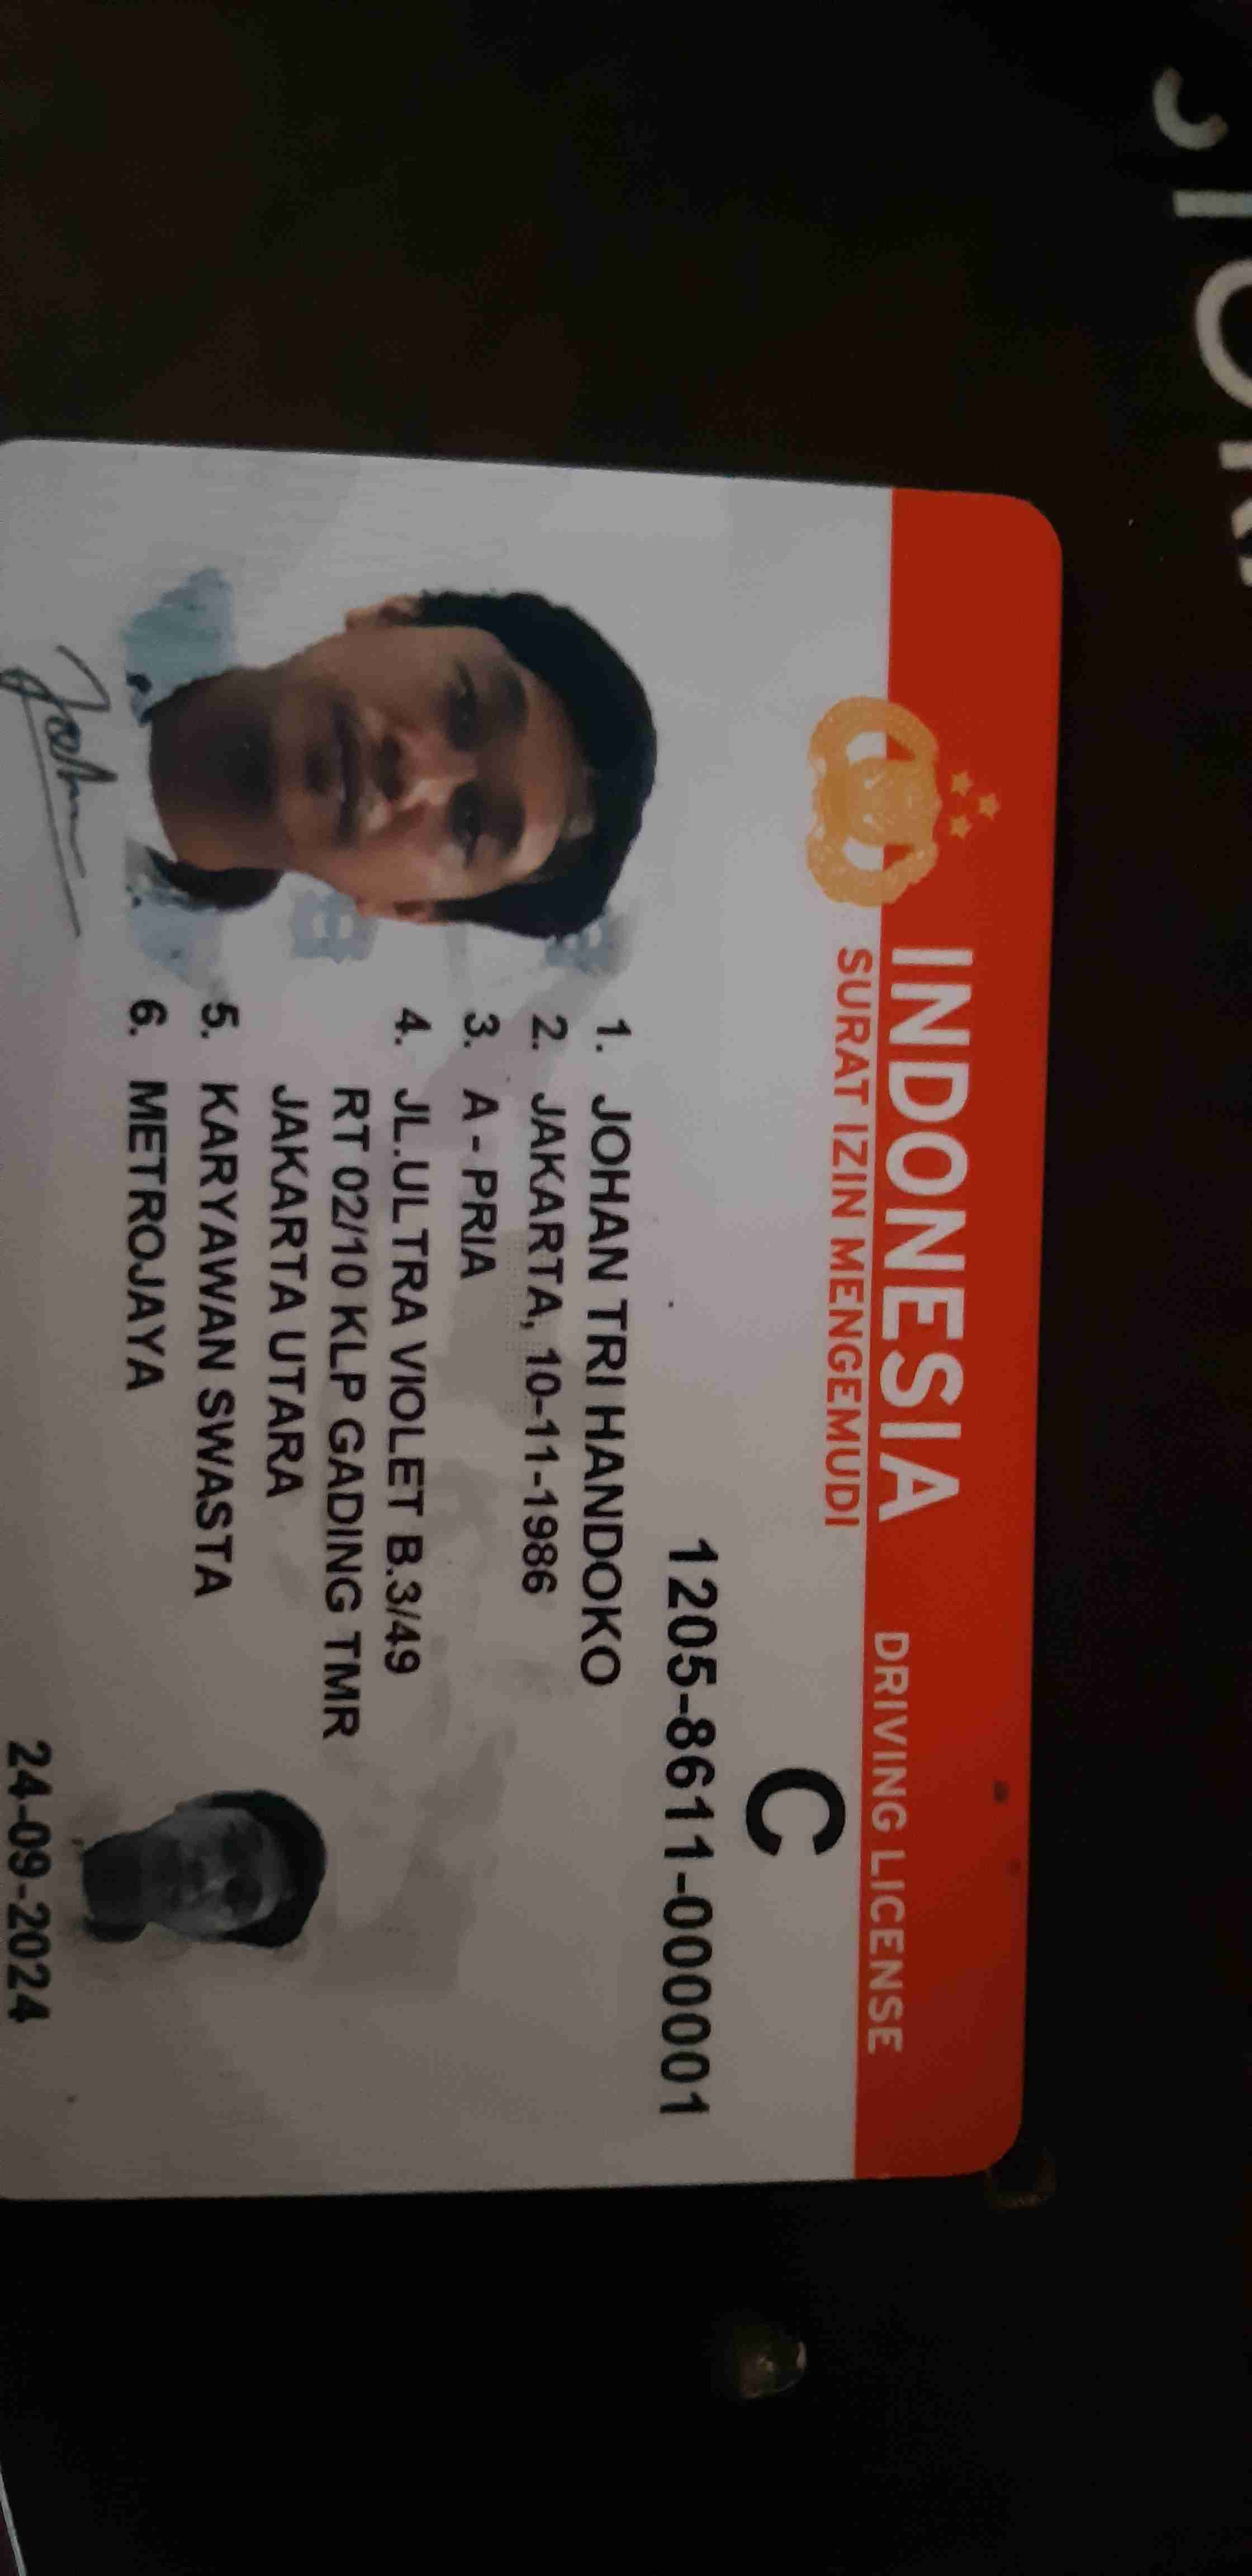 INDONESIA DRIVING LICENSE
SURAT IZIN MENGEMUDI
C
1205-8611-000001
1. JOHAN TRI HANDOKO
2. JAKARTA, 10-11-1986
3. A - PRIA
4. JL.ULTRA VIOLET B.3/49
RT 02/10 KLP GADING TMR
JAKARTA UTARA
5. KARYAWAN SWASTA
6. METROJAYA
24-09-2024